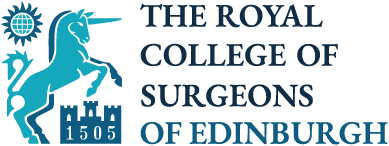 THE ROYAL
COLLEGE OF
SURGEONS
OF EDINBURGH
1505